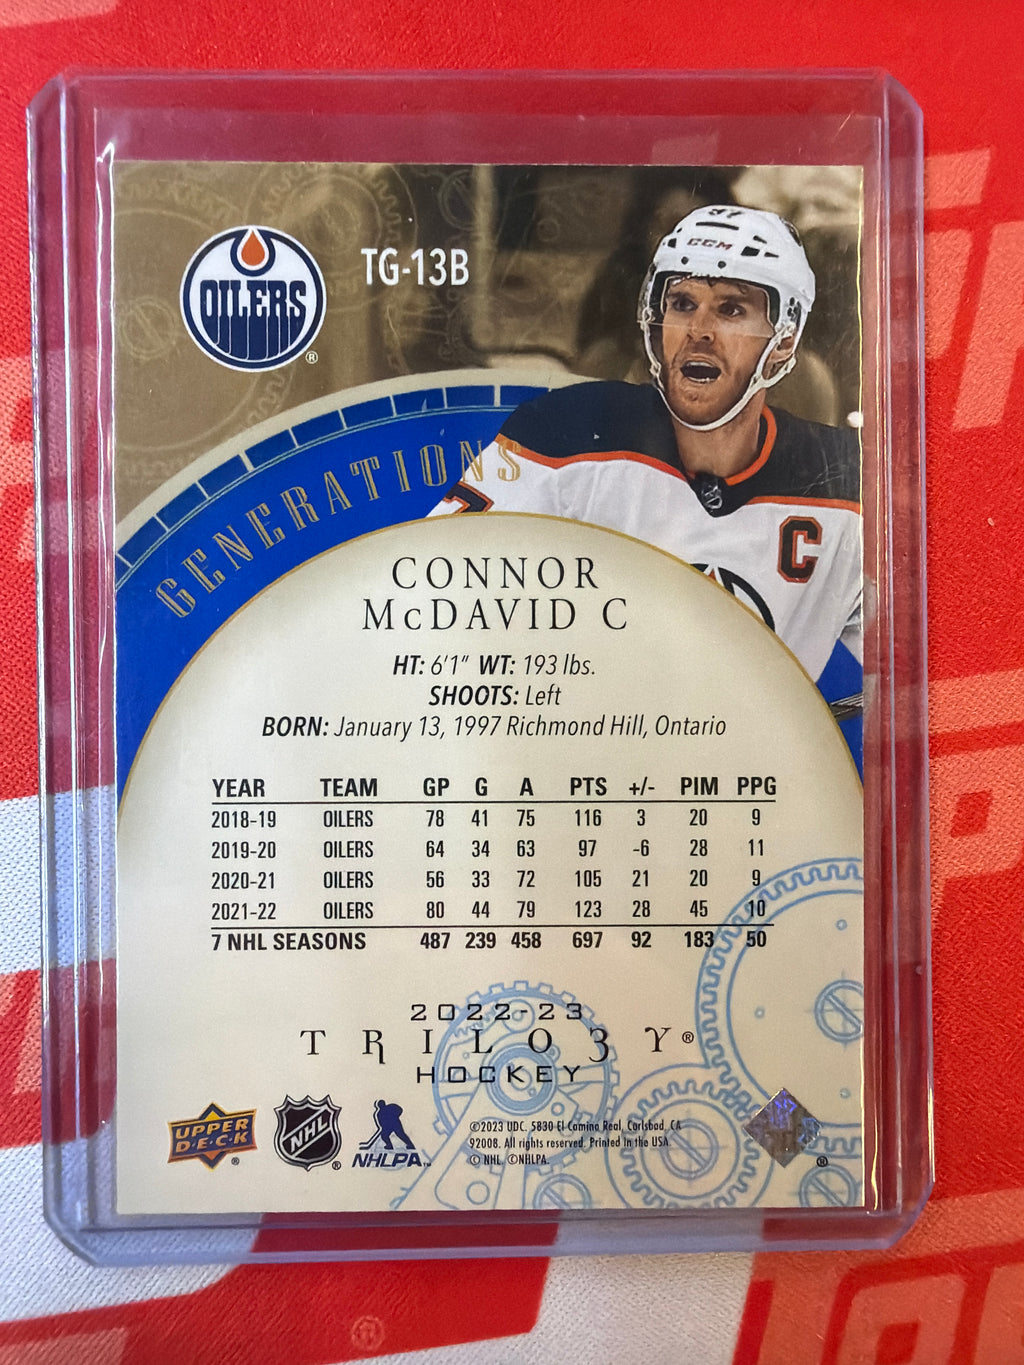 97
CCM
OILERS
®
TG-13B
GENERATIONS
C
CONNOR
McDAVID C
HT: 6'1" WT: 193 lbs.
SHOOTS: Left
BORN: January 13, 1997 Richmond Hill, Ontario
YEAR TEAM GP G A PTS +/- PIM PPG
2018-19 OILERS 78 41 75 116 3 20 9
2019-20 OILERS 64 34 63 97 -6 28 11
2020-21 OILERS 56 33 72 105 21 20 9
2021-22 OILERS 80 44 79 123 28 45 10
7 NHL SEASONS 487 239 458 697 92 183 50
2022-23
TRILOGY®
HOCKEY
UPPER
D·E·C·K
®
NHL
®
NHLPA™
©2023 UDC. 5830 El Camino Real, Carlsbad, CA
92008. All rights reserved. Printed in the USA.
© NHL. ©NHLPA.
®
®